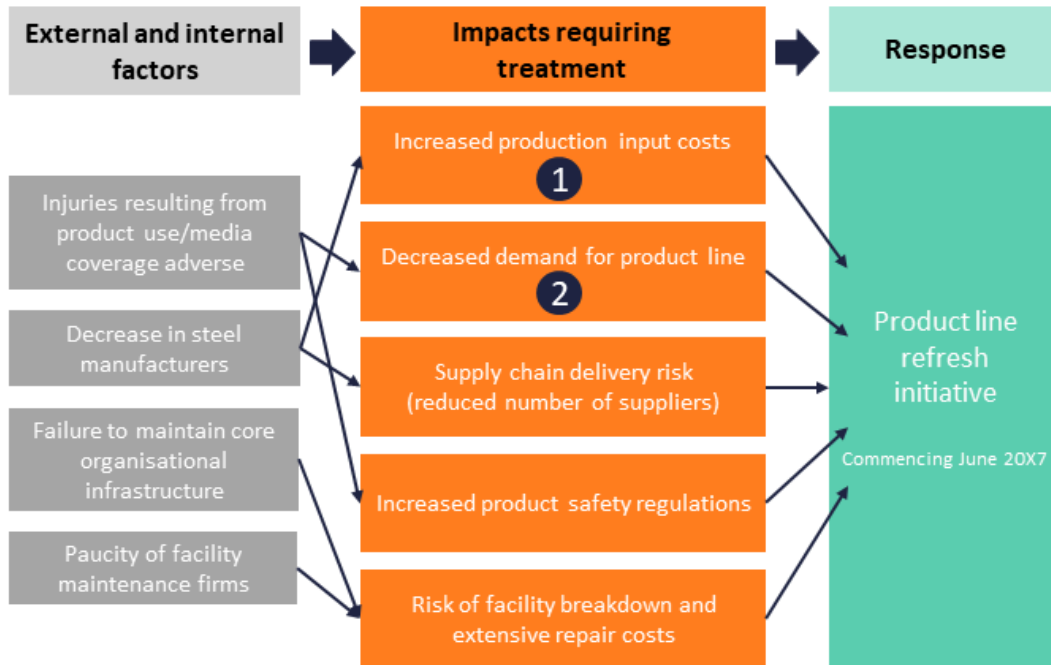 External and internal
factors
Impacts requiring
treatment
Response
Injuries resulting from
product use/media
coverage adverse
Decrease in steel
manufacturers
Failure to maintain core
organisational
infrastructure
Paucity of facility
maintenance firms
Increased production input costs
1
Decreased demand for product line
2
Supply chain delivery risk
(reduced number of suppliers)
Increased product safety regulations
Risk of facility breakdown and
extensive repair costs
Product line
refresh
initiative
Commencing June 20X7